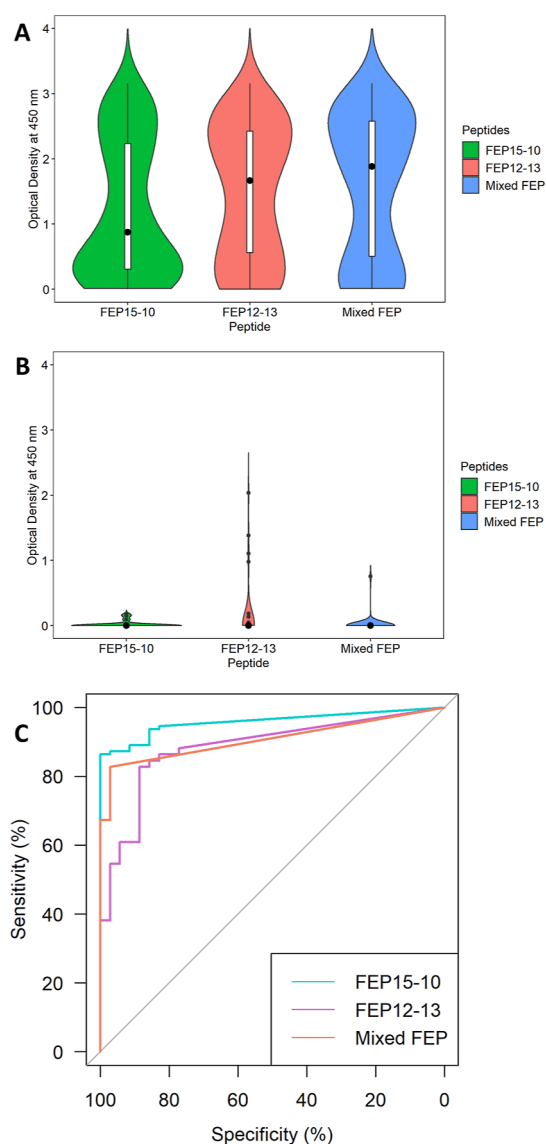 A
4
3
2
1
0
Optical Density at 450 nm
FEP15-10
FEP12-13
Mixed FEP
Peptide
Peptides
FEP15-10
FEP12-13
Mixed FEP
B
4
3
2
1
0
Optical Density at 450 nm
FEP15-10
FEP12-13
Mixed FEP
Peptide
Peptides
FEP15-10
FEP12-13
Mixed FEP
C
100
80
60
40
20
0
Sensitivity (%)
FEP15-10
FEP12-13
Mixed FEP
100
80
60
40
20
0
Specificity (%)